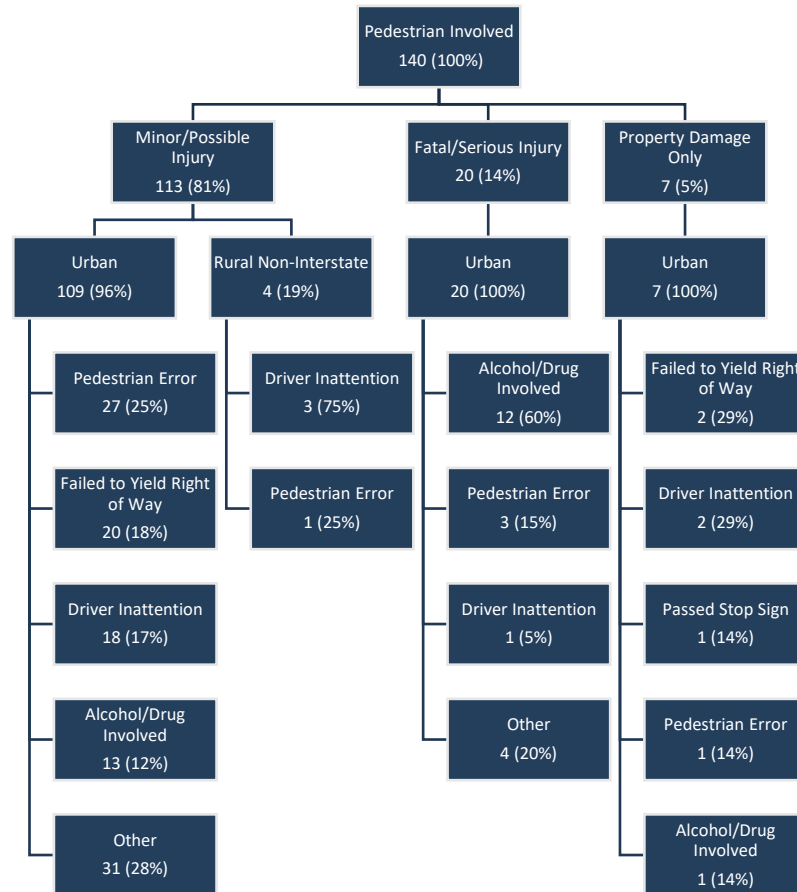 Pedestrian Involved
140 (100%)
Minor/Possible
Injury
113 (81%)
Fatal/Serious Injury
20 (14%)
Property Damage
Only
7 (5%)
Urban
109 (96%)
Rural Non-Interstate
4 (19%)
Urban
20 (100%)
Urban
7 (100%)
Pedestrian Error
27 (25%)
Failed to Yield Right
of Way
20 (18%)
Driver Inattention
18 (17%)
Alcohol/Drug
Involved
13 (12%)
Other
31 (28%)
Driver Inattention
3 (75%)
Pedestrian Error
1 (25%)
Alcohol/Drug
Involved
12 (60%)
Pedestrian Error
3 (15%)
Driver Inattention
1 (5%)
Other
4 (20%)
Failed to Yield Right
of Way
2 (29%)
Driver Inattention
2 (29%)
Passed Stop Sign
1 (14%)
Pedestrian Error
1 (14%)
Alcohol/Drug
Involved
1 (14%)